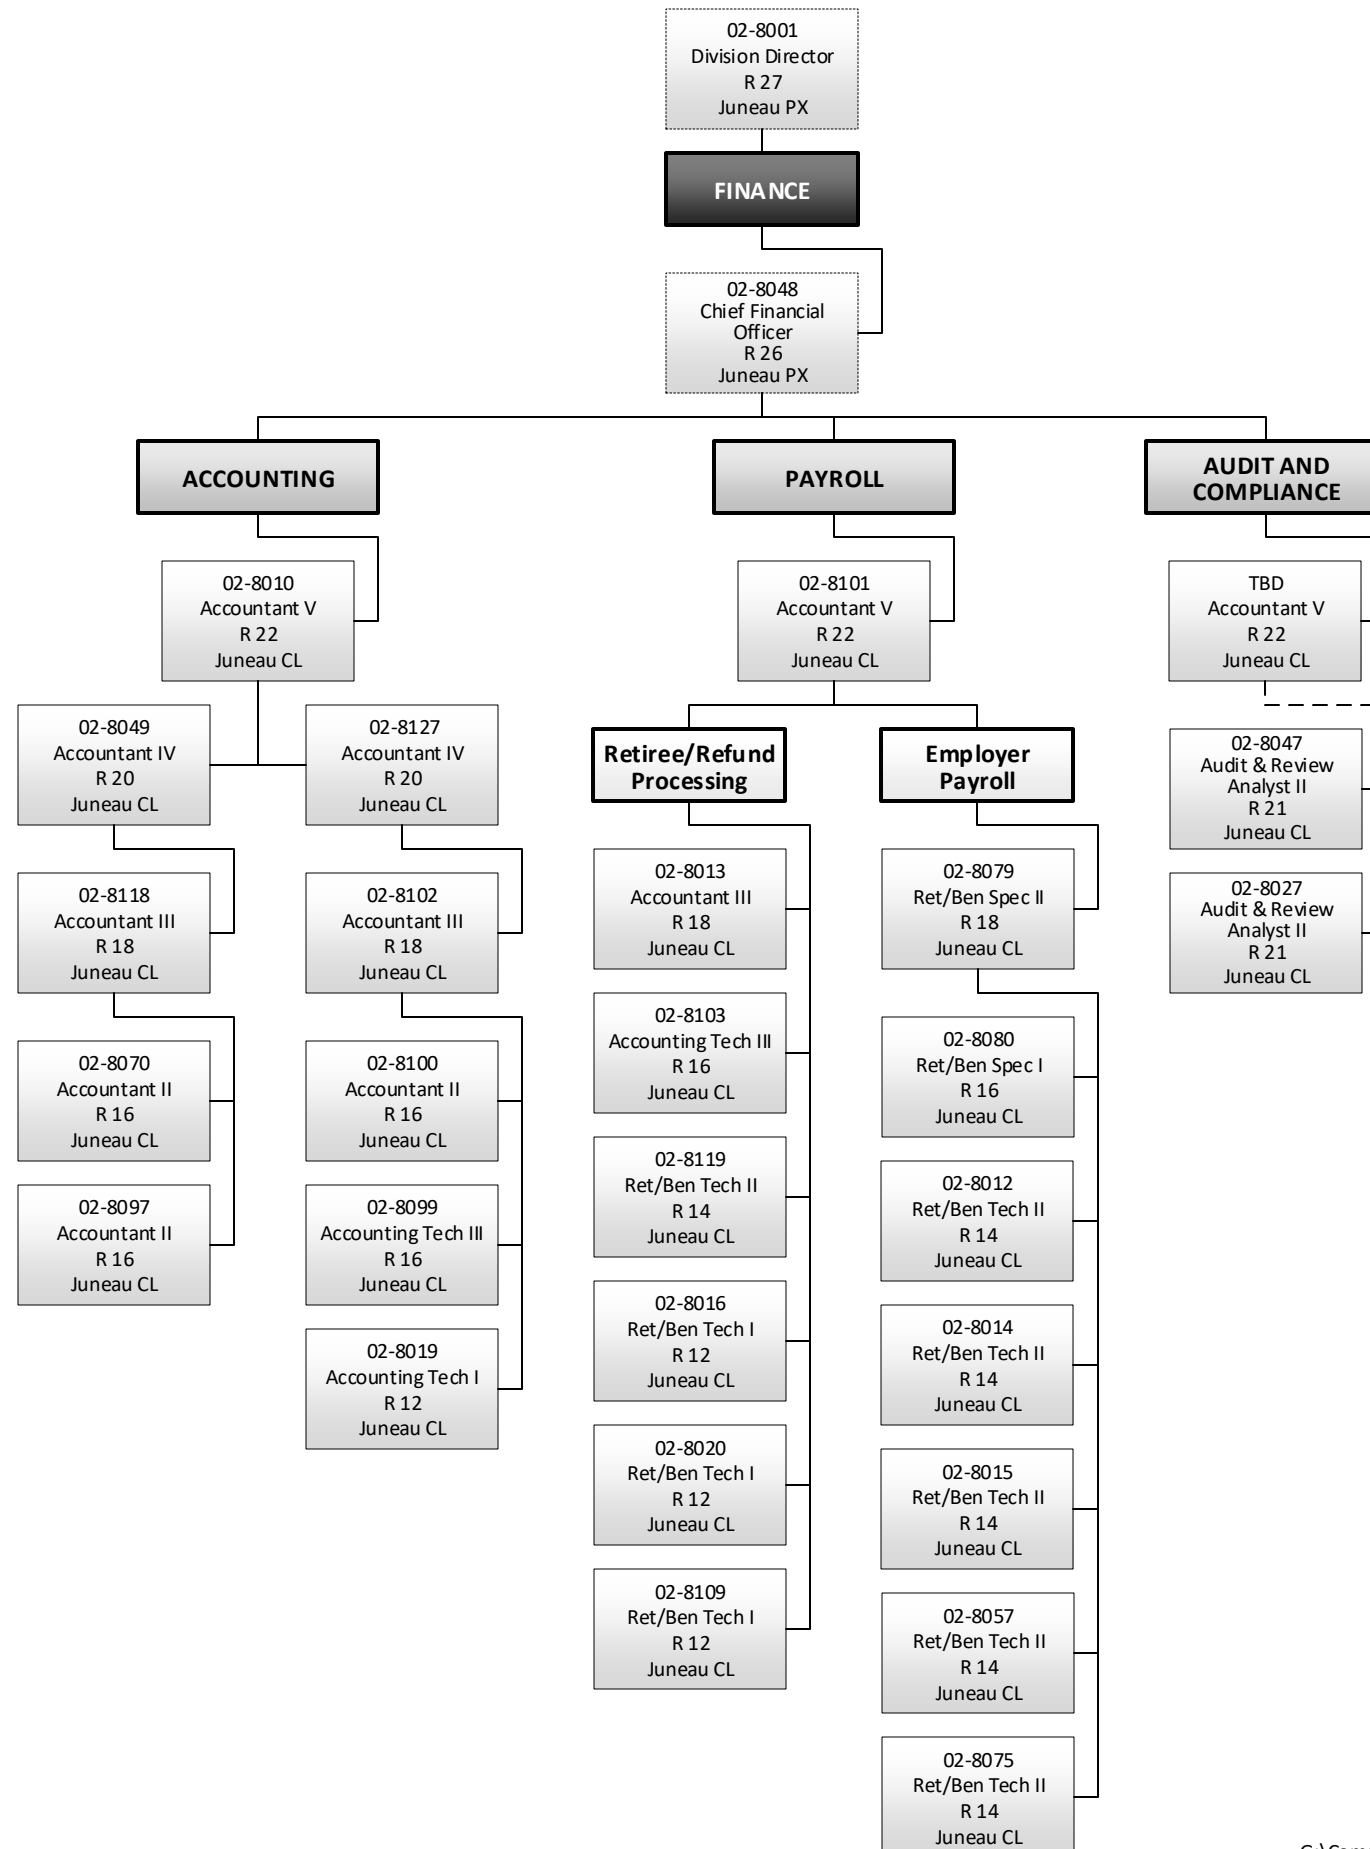 02-8001
Division Director
R 27
Juneau PX
FINANCE
02-8048
Chief Financial
Officer
R 26
Juneau PX
ACCOUNTING
PAYROLL
AUDIT AND
COMPLIANCE
02-8010
Accountant V
R 22
Juneau CL
02-8101
Accountant V
R 22
Juneau CL
TBD
Accountant V
R 22
Juneau CL
02-8049
Accountant IV
R 20
Juneau CL
02-8127
Accountant IV
R 20
Juneau CL
Retiree/Refund
Processing
Employer
Payroll
02-8047
Audit & Review
Analyst II
R 21
Juneau CL
02-8118
Accountant III
R 18
Juneau CL
02-8102
Accountant III
R 18
Juneau CL
02-8013
Accountant III
R 18
Juneau CL
02-8079
Ret/Ben Spec II
R 18
Juneau CL
02-8027
Audit & Review
Analyst II
R 21
Juneau CL
02-8070
Accountant II
R 16
Juneau CL
02-8100
Accountant II
R 16
Juneau CL
02-8103
Accounting Tech III
R 16
Juneau CL
02-8080
Ret/Ben Spec I
R 16
Juneau CL
02-8097
Accountant II
R 16
Juneau CL
02-8099
Accounting Tech III
R 16
Juneau CL
02-8119
Ret/Ben Tech II
R 14
Juneau CL
02-8012
Ret/Ben Tech II
R 14
Juneau CL
02-8019
Accounting Tech I
R 12
Juneau CL
02-8016
Ret/Ben Tech I
R 12
Juneau CL
02-8014
Ret/Ben Tech II
R 14
Juneau CL
02-8020
Ret/Ben Tech I
R 12
Juneau CL
02-8015
Ret/Ben Tech II
R 14
Juneau CL
02-8109
Ret/Ben Tech I
R 12
Juneau CL
02-8057
Ret/Ben Tech II
R 14
Juneau CL
02-8075
Ret/Ben Tech II
R 14
Juneau CL